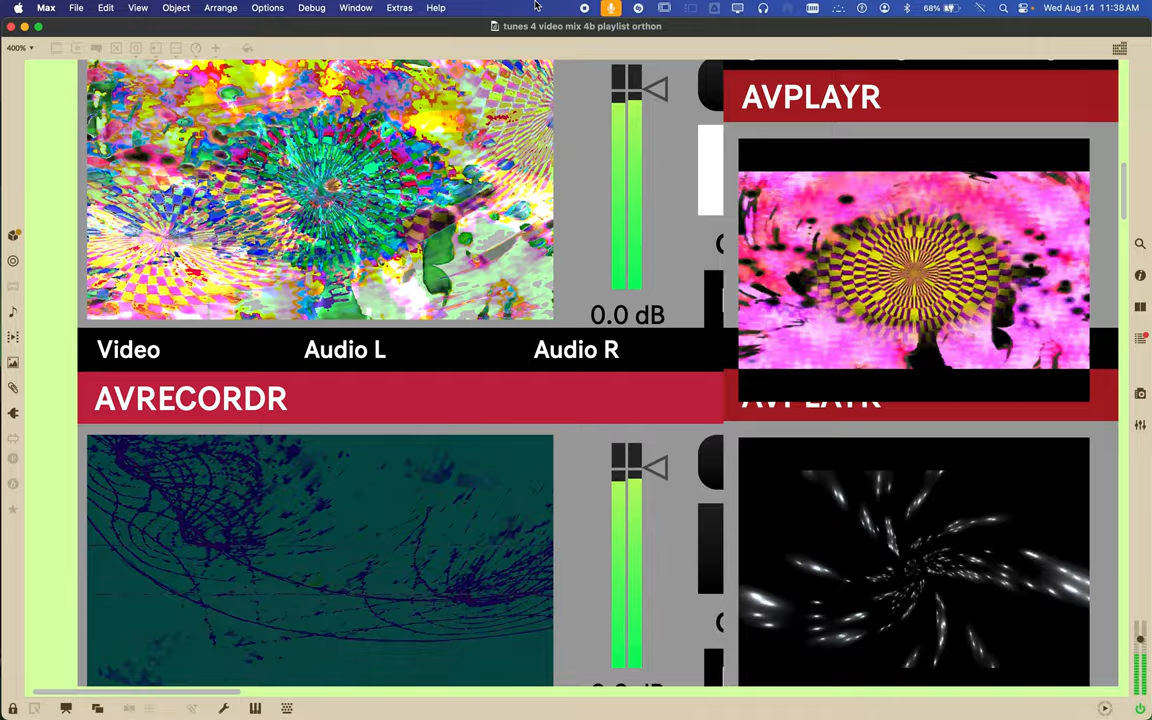 Max File Edit View Object Arrange Options Debug Window Extras Help 68% Wed Aug 14 11:38 AM
tunes 4 video mix 4b playlist orthon
400%
AVPLAYR
0.0 dB
Video Audio L Audio R
AVRECORDR
AVPLAYR